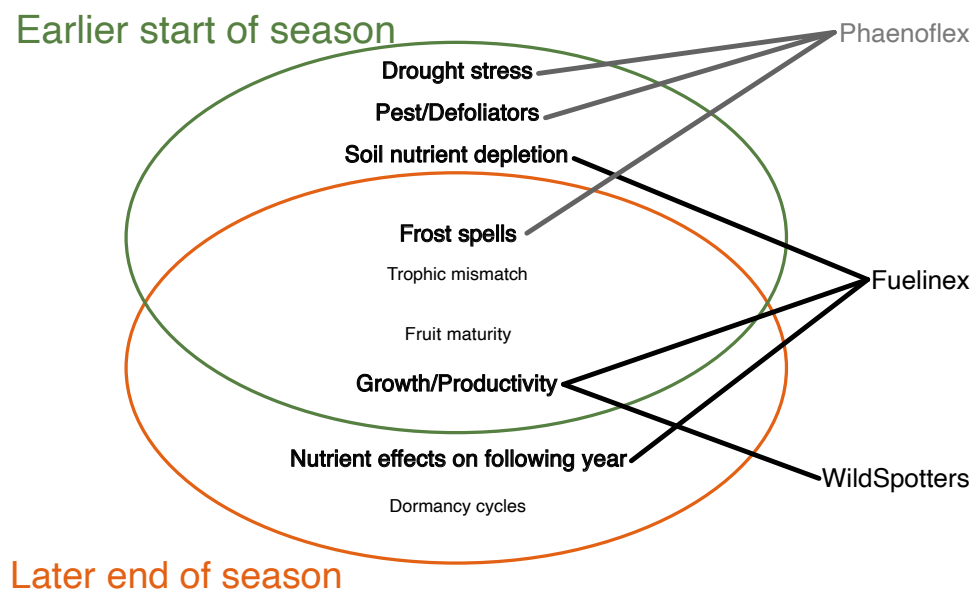 Earlier start of season
Phaenoflex
Drought stress
Pest/Defoliators
Soil nutrient depletion
Frost spells
Trophic mismatch
Fuelinex
Fruit maturity
Growth/Productivity
Nutrient effects on following year
WildSpotters
Dormancy cycles
Later end of season